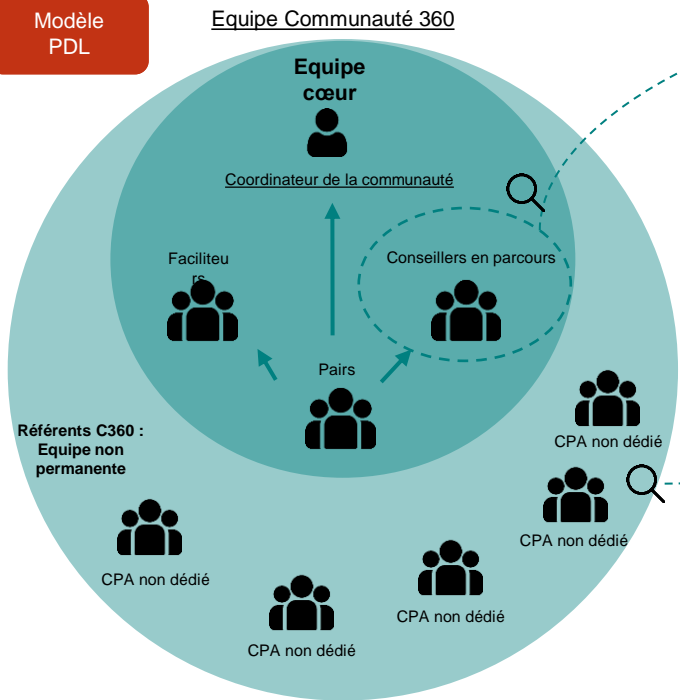 Modèle
PDL
Equipe Communauté 360
Equipe
cœur
Coordinateur de la communauté
Faciliteu
rs
Conseillers en parcours
Pairs
Référents C360 :
Equipe non
permanente
CPA non dédié
CPA non dédié
CPA non dédié
CPA non dédié
CPA non dédié